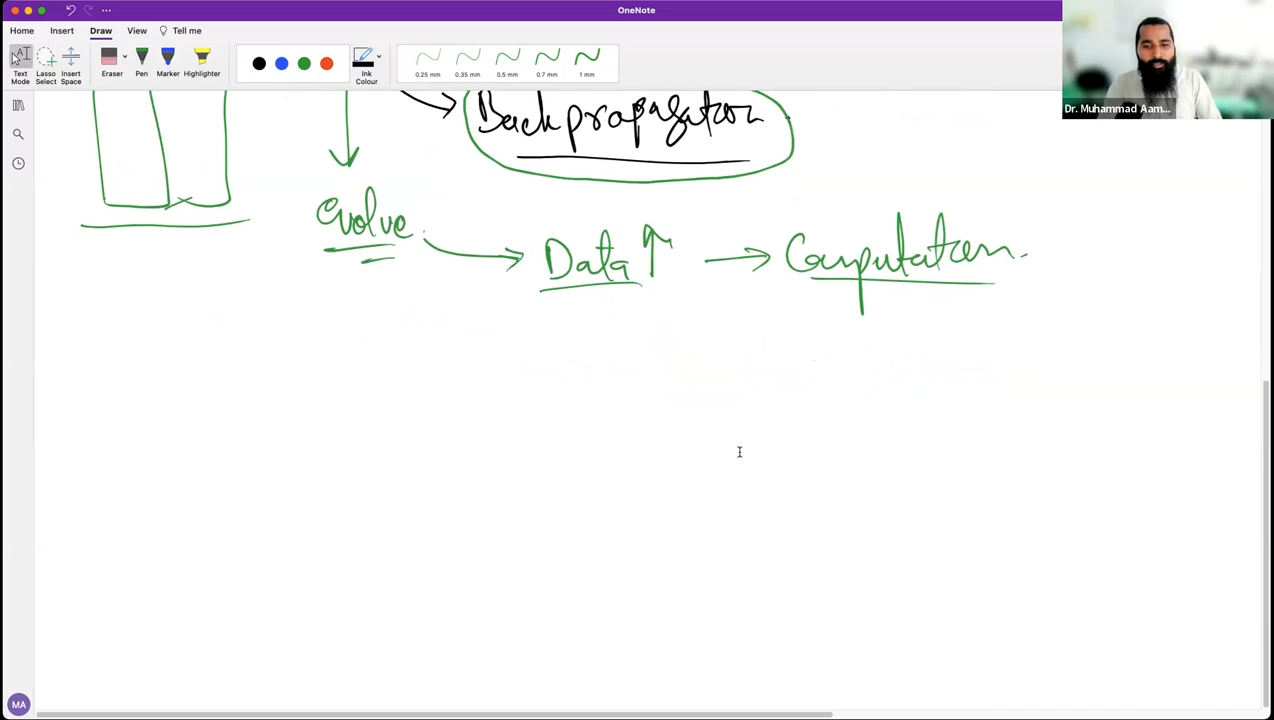 OneNote
Home Insert Draw View Tell me
Text Mode
Lasso Select
Insert Space
Eraser
Pen
Marker
Highlighter
Ink Colour
0.25 mm
0.35 mm
0.5 mm
0.7 mm
1 mm
Dr. Muhammad Aam...
Backpropagation
evolve
Data ↑ → Computation.
MA